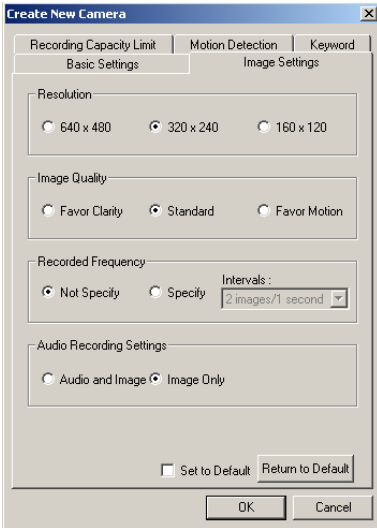 Create New Camera
Recording Capacity Limit Motion Detection Keyword
Basic Settings Image Settings
Resolution
640 x 480 320 x 240 160 x 120
Image Quality
Favor Clarity Standard Favor Motion
Recorded Frequency
Intervals :
Not Specify Specify 2 images/1 second
Audio Recording Settings
Audio and Image Image Only
Set to Default Return to Default
OK Cancel